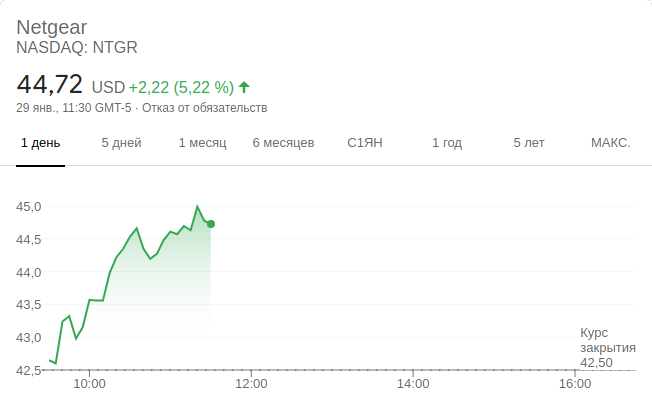 Netgear
NASDAQ: NTGR
44,72 USD +2,22 (5,22 %)
29 янв., 11:30 GMT-5 · Отказ от обязательств
1 день 5 дней 1 месяц 6 месяцев С1ЯН 1 год 5 лет МАКС.
45,0
44,5
44,0
43,5
43,0
42,5
Курс
закрытия
42,50
10:00 12:00 14:00 16:00